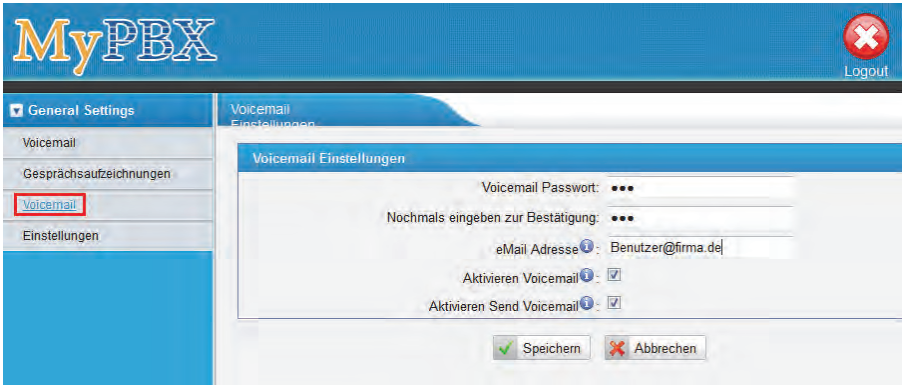 MyPBX
Logout
General Settings
Voicemail
Gesprächsaufzeichnungen
Voicemail
Einstellungen
Voicemail
Einstellungen
Voicemail Einstellungen
Voicemail Passwort: •••
Nochmals eingeben zur Bestätigung: •••
eMail Adresse i : Benutzer@firma.de
Aktivieren Voicemail i :
Aktivieren Send Voicemail i :
Speichern Abbrechen